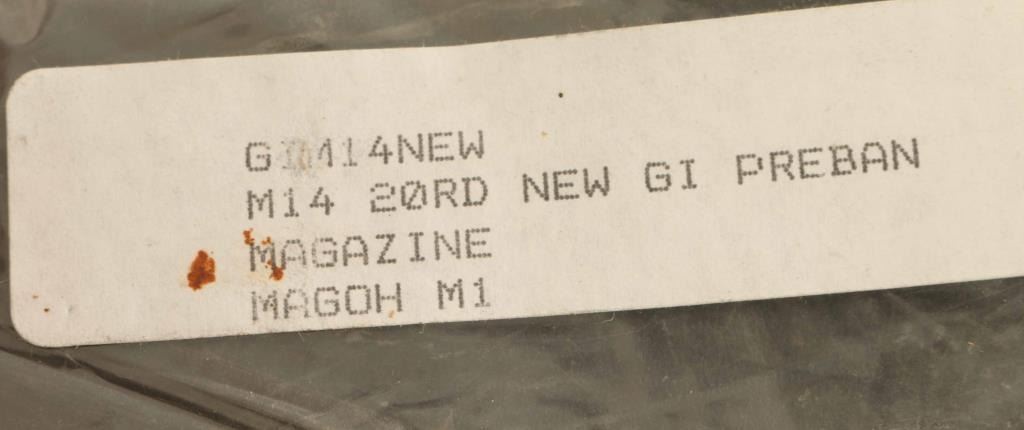 GIM14NEW
M14 20RD NEW GI PREBAN
MAGAZINE
MAGOH M1